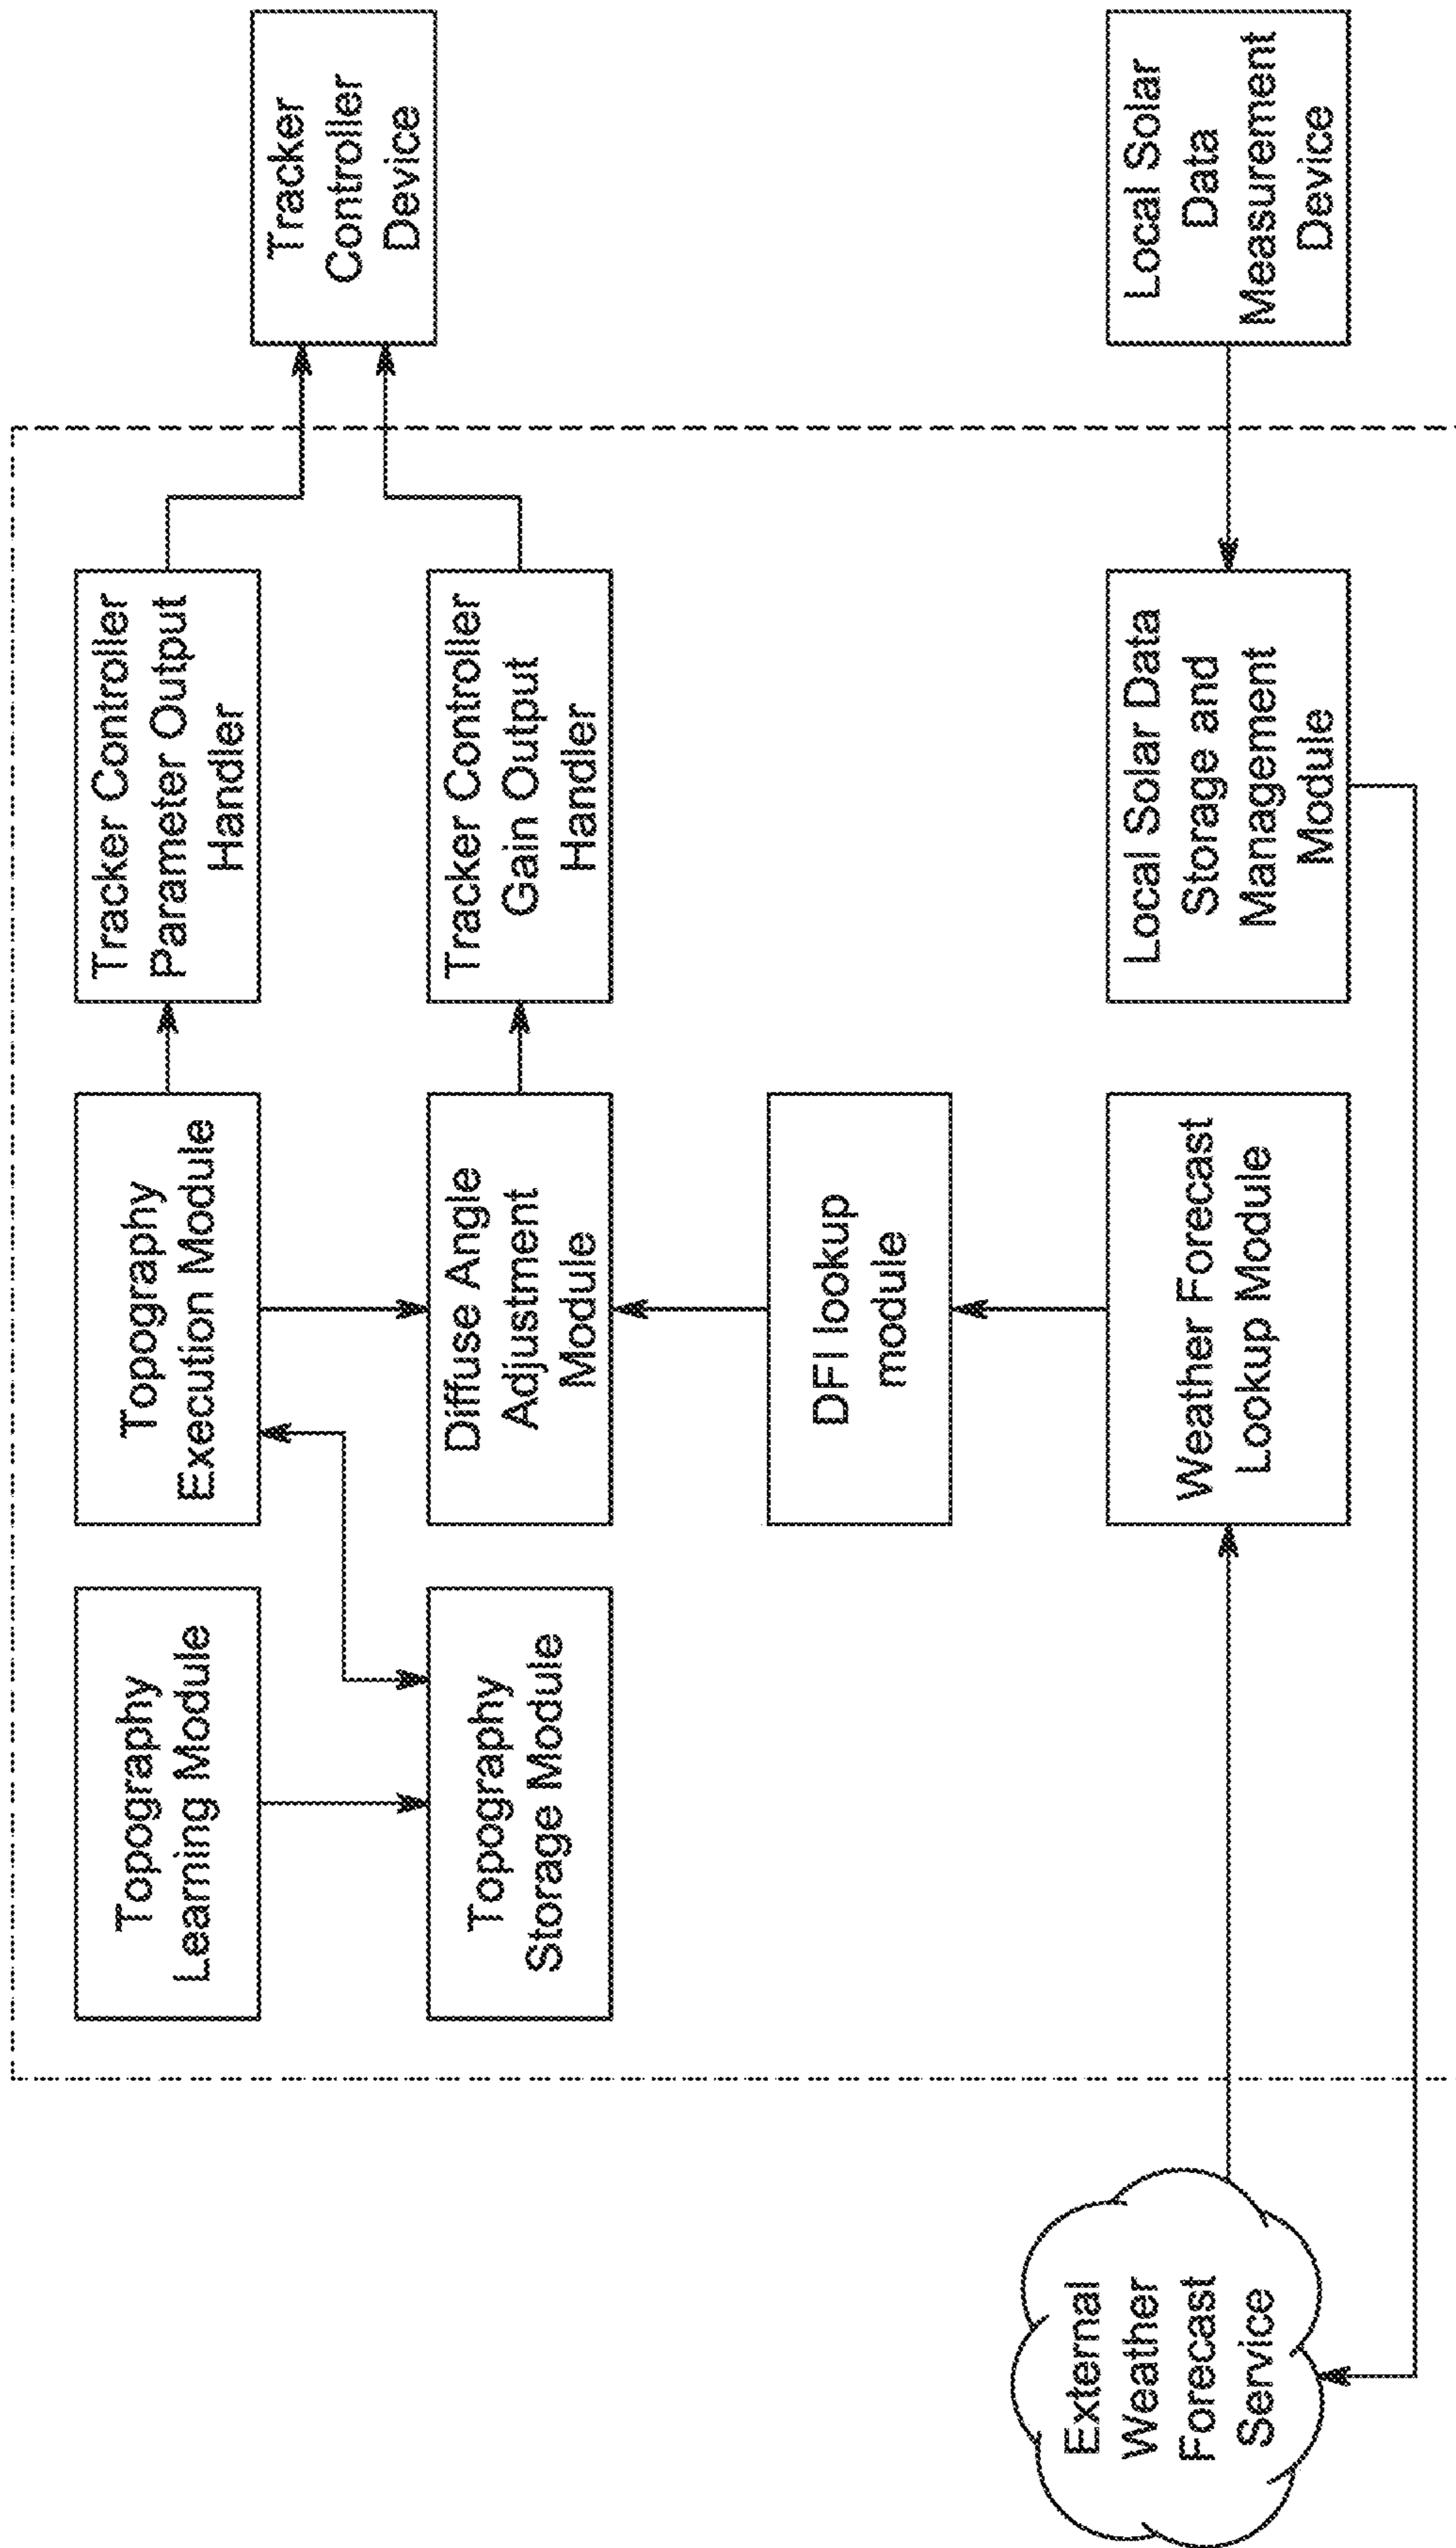 Topography
Learning Module
Topography
Execution Module
Tracker Controller
Parameter Output
Handler
Tracker
Controller
Device
Topography
Storage Module
Diffuse Angle
Adjustment
Module
Tracker Controller
Gain Output
Handler
DFI lookup
module
External
Weather
Forecast
Service
Weather Forecast
Lookup Module
Local Solar Data
Storage and
Management
Module
Local Solar
Data
Measurement
Device